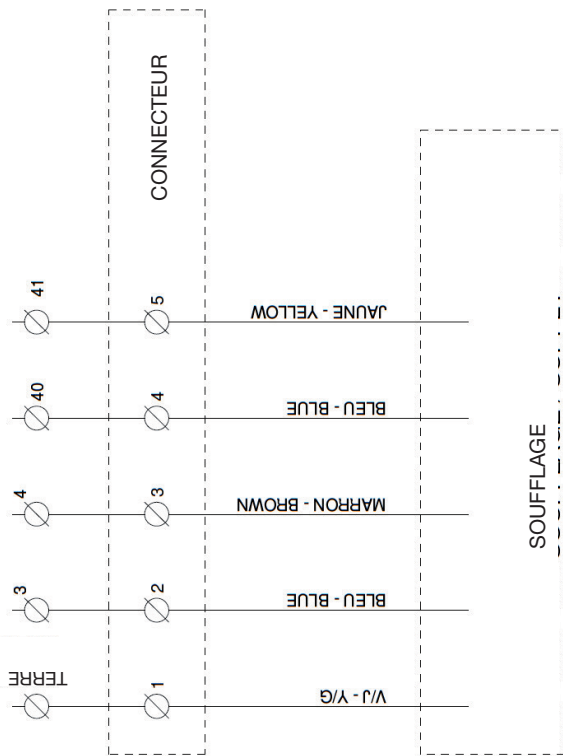 CONNECTEUR
41
5
JAUNE - YELLOW
40
4
BLEU - BLUE
4
3
MARRON - BROWN
3
2
BLEU - BLUE
TERRE
1
V/J - Y/G
SOUFFLAGE